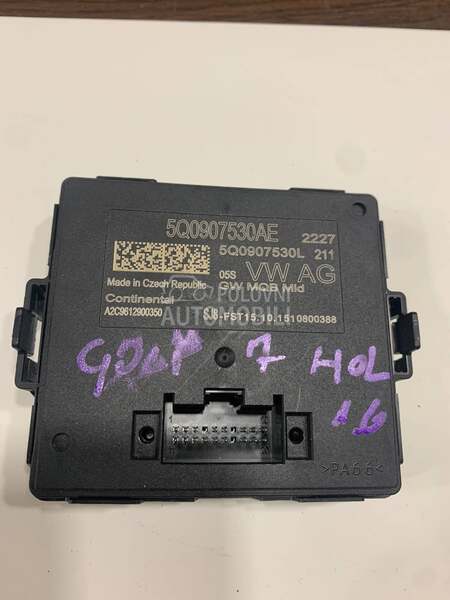 5Q0907530AE 2227
5Q0907530L 211
05S VW AG
Made in Czech Republic GW MQB Mid
Continental
A2C9612900350 SJ8-FST15.10.1510800388
POLOVNI
AUTOMOBILI
GOLF 7 HOL
1.6
>PA66<